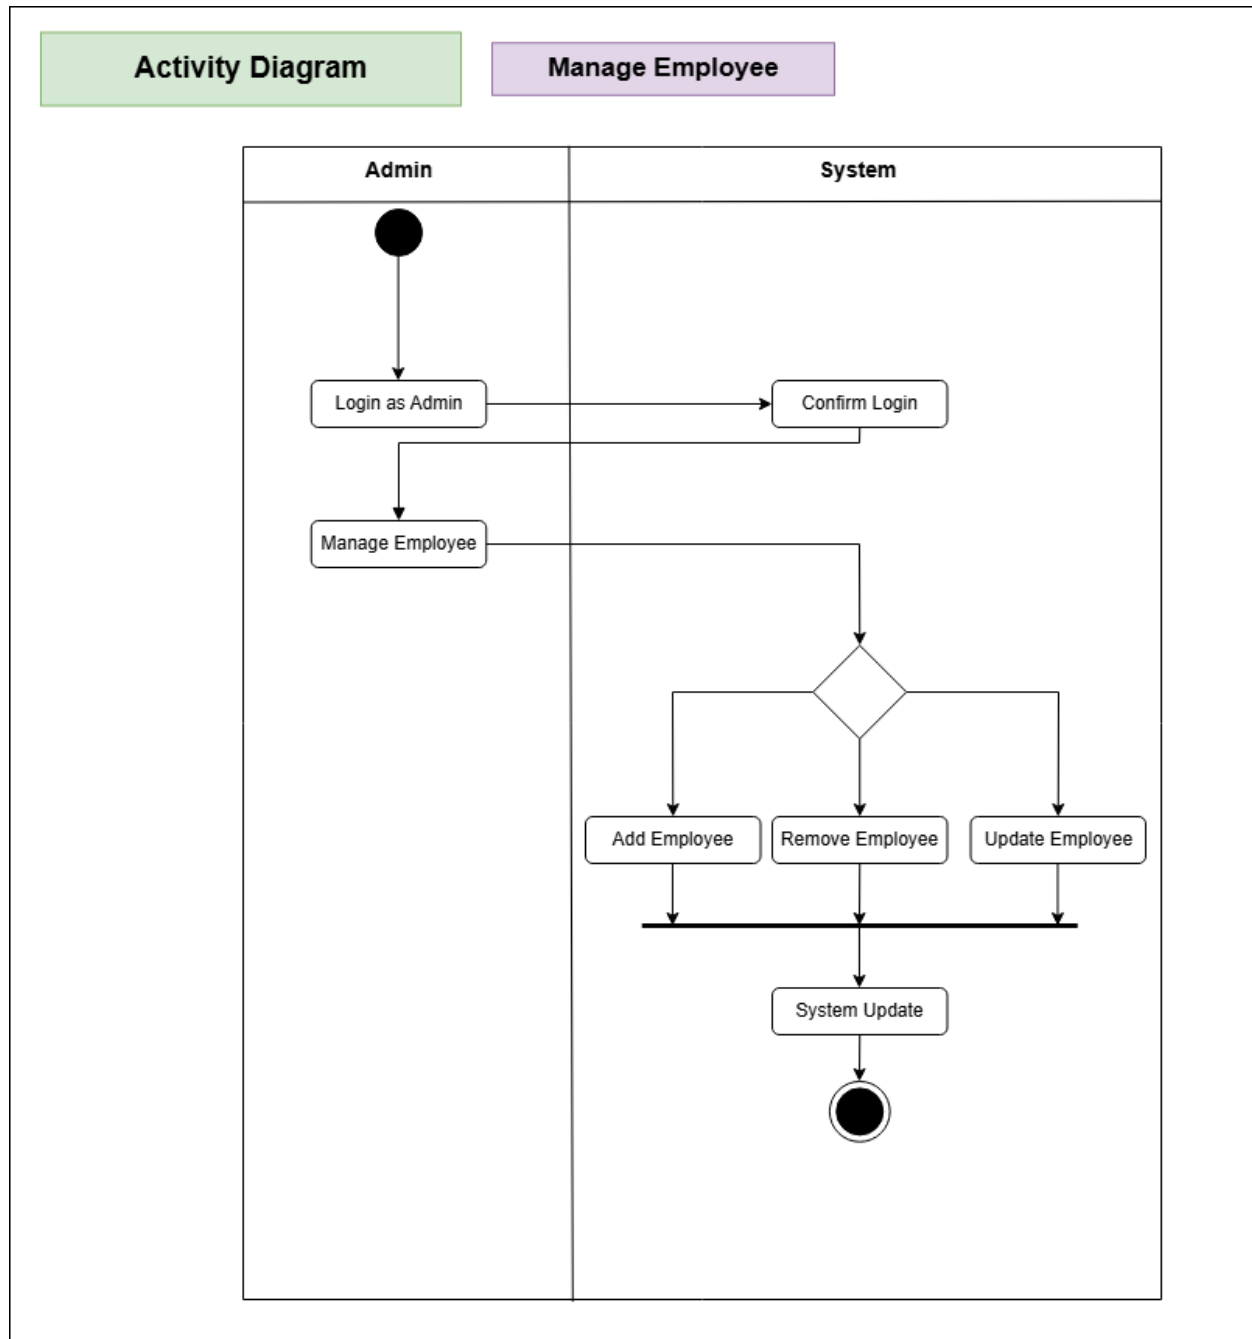 Activity Diagram
Manage Employee
Admin
System
Login as Admin
Confirm Login
Manage Employee
Add Employee
Remove Employee
Update Employee
System Update